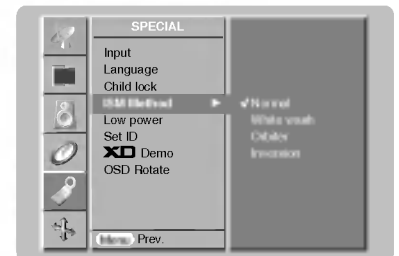 SPECIAL
Input
Language
Child lock
ISM Method
Low power
Set ID
XD Demo
OSD Rotate
Menu Prev.
Normal
White wash
Orbiter
Inversion